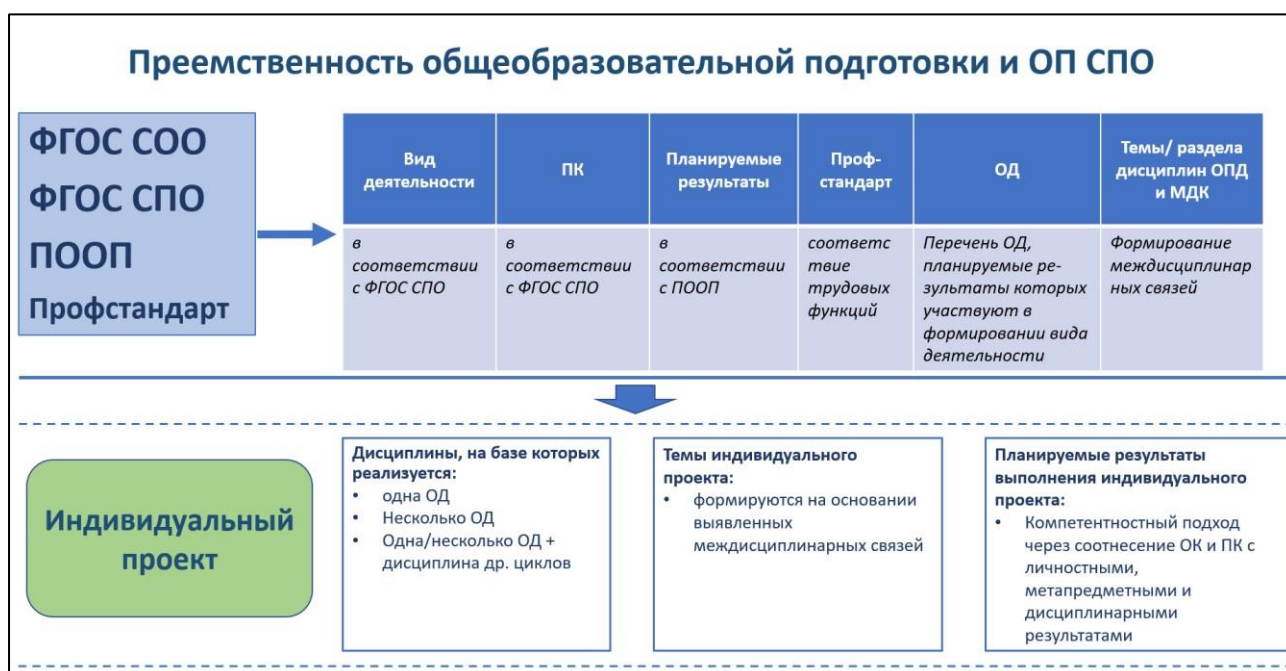 Преемственность общеобразовательной подготовки и ОП СПО
ФГОС СОО
ФГОС СПО
ПООП
Профстандарт
Вид
деятельности
ПК
Планируемые
результаты
Проф-
стандарт
ОД
Темы/ раздела
дисциплин ОПД
и МДК
в
соответствии
с ФГОС СПО
в
соответствии
с ФГОС СПО
в
соответствии
с ПООП
соответс
твие
трудовых
функций
Перечень ОД,
планируемые ре-
зультаты которых
участвуют в
формировании вида
деятельности
Формирование
междисциплинар
ных связей
Индивидуальный
проект
Дисциплины, на базе которых
реализуется:
• одна ОД
• Несколько ОД
• Одна/несколько ОД +
дисциплина др. циклов
Темы индивидуального
проекта:
• формируются на основании
выявленных
междисциплинарных связей
Планируемые результаты
выполнения индивидуального
проекта:
• Компетентностный подход
через соотнесение ОК и ПК с
личностными,
метапредметными и
дисциплинарными
результатами